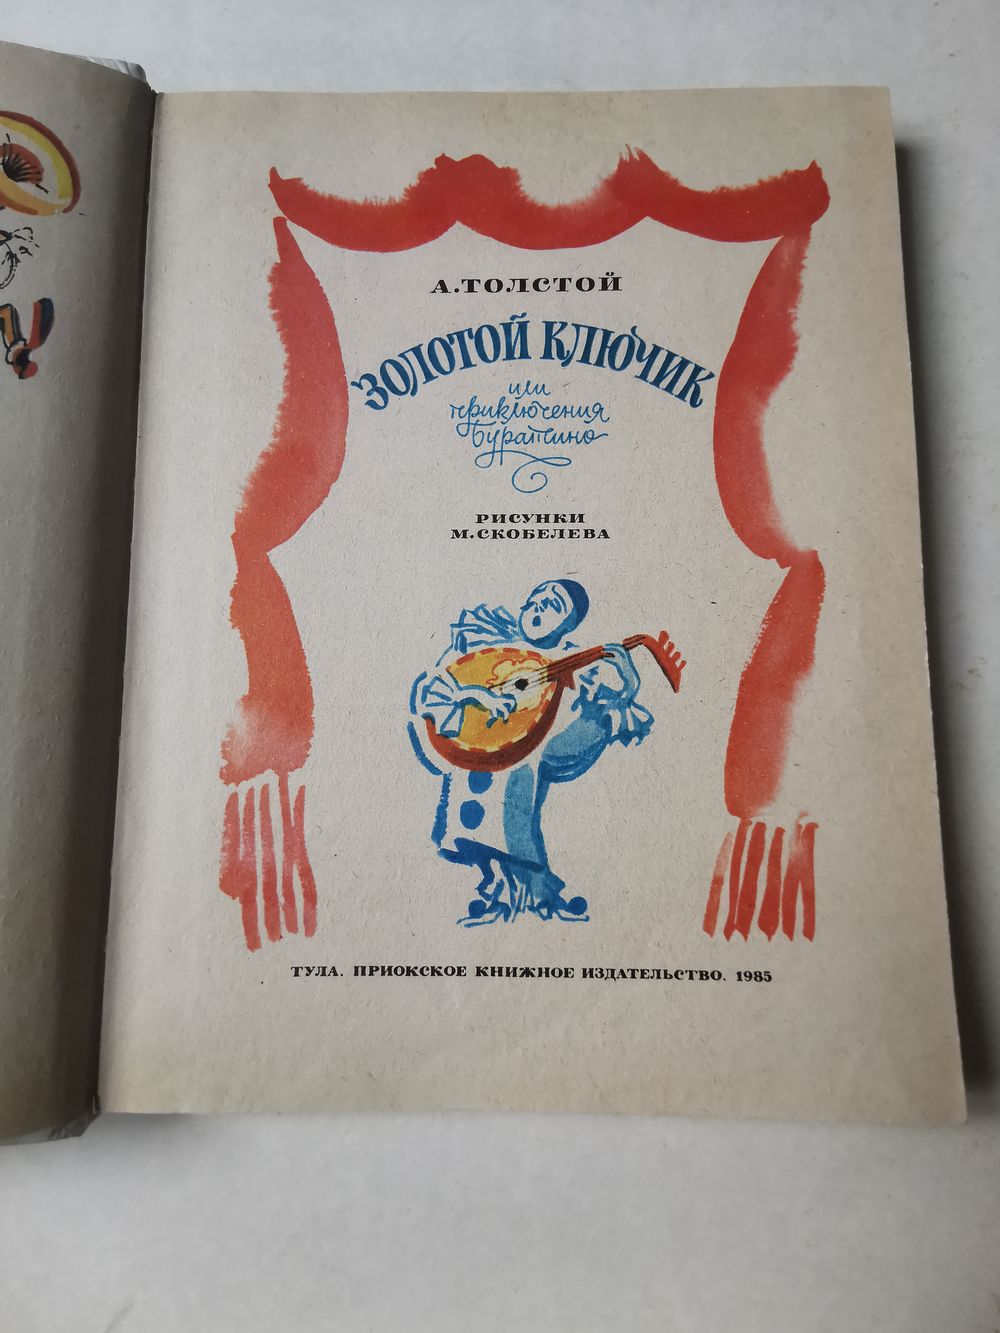 А.ТОЛСТОЙ
ЗОЛОТОЙ КЛЮЧИК
или
приключения
Буратино
РИСУНКИ
М.СКОБЕЛЕВА
ТУЛА. ПРИОКСКОЕ КНИЖНОЕ ИЗДАТЕЛЬСТВО. 1985